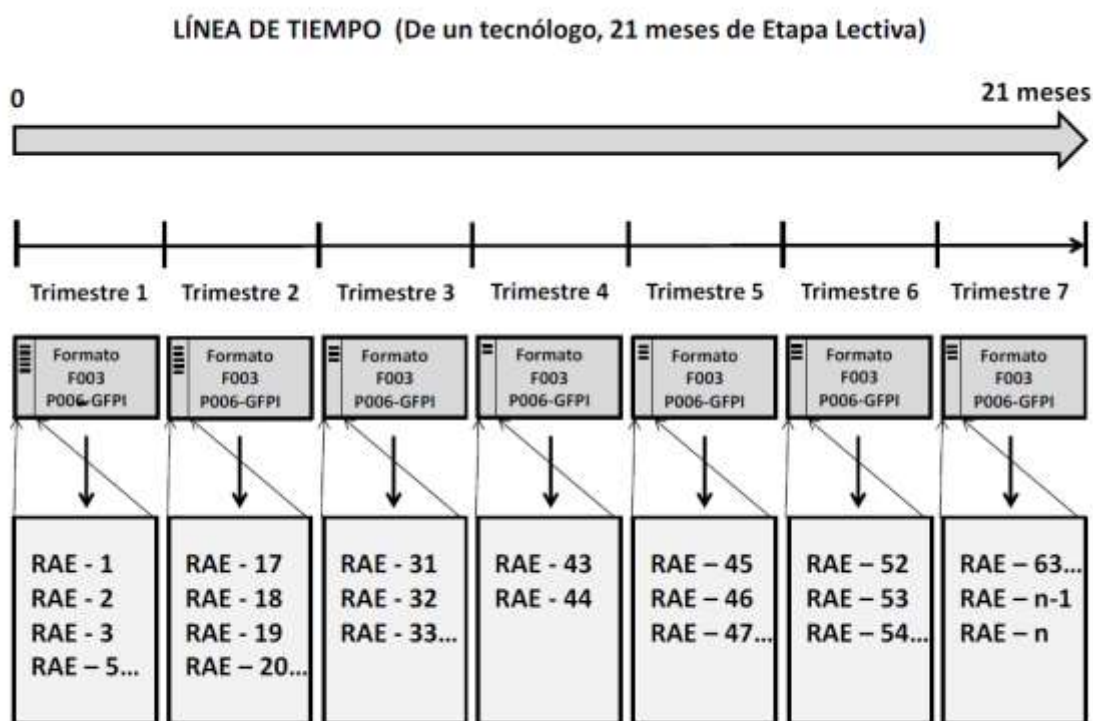 LÍNEA DE TIEMPO (De un tecnólogo, 21 meses de Etapa Lectiva)
0
21 meses
Trimestre 1
Trimestre 2
Trimestre 3
Trimestre 4
Trimestre 5
Trimestre 6
Trimestre 7
Formato
F003
P006-GFPI
Formato
F003
P006-GFPI
Formato
F003
P006-GFPI
Formato
F003
P006-GFPI
Formato
F003
P006-GFPI
Formato
F003
P006-GFPI
Formato
F003
P006-GFPI
RAE - 1
RAE - 2
RAE - 3
RAE – 5...
RAE - 17
RAE - 18
RAE - 19
RAE – 20...
RAE - 31
RAE - 32
RAE - 33...
RAE - 43
RAE - 44
RAE – 45
RAE – 46
RAE – 47...
RAE – 52
RAE – 53
RAE – 54...
RAE – 63...
RAE – n-1
RAE – n